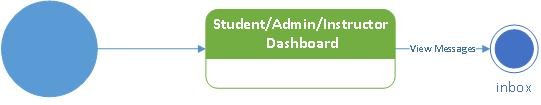 Student/Admin/Instructor
Dashboard
View Messages
inbox